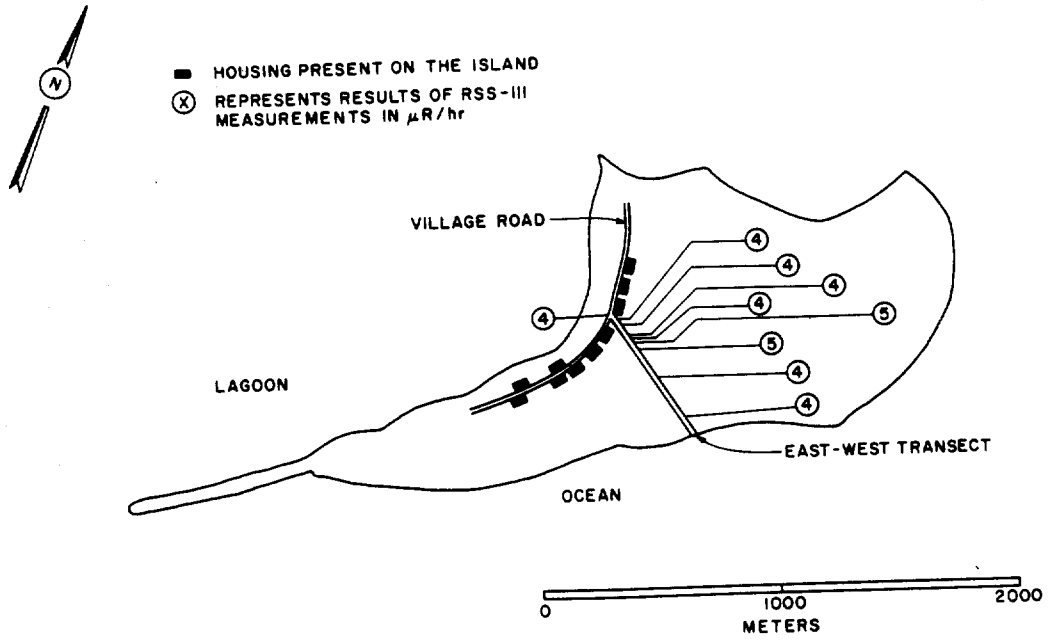 N
HOUSING PRESENT ON THE ISLAND
X REPRESENTS RESULTS OF RSS-III
MEASUREMENTS IN μR/hr
VILLAGE ROAD
4
4
4
4
4
5
5
4
4
LAGOON
EAST-WEST TRANSECT
OCEAN
0
1000
2000
METERS